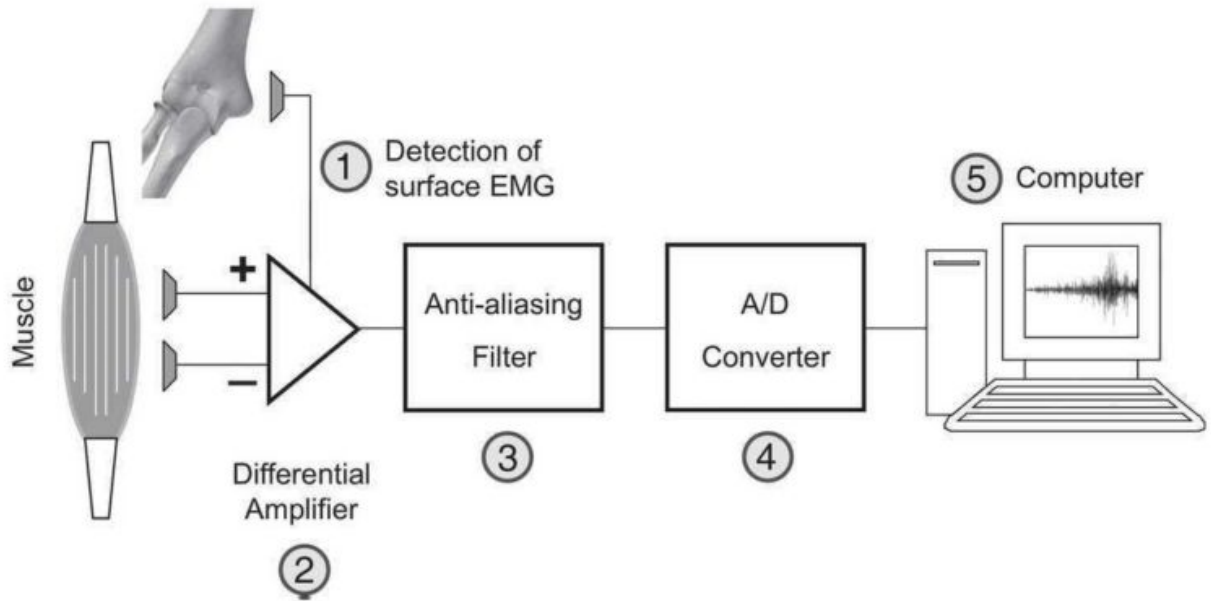 1 Detection of
surface EMG
5 Computer
Muscle
+
−
Anti-aliasing
Filter
A/D
Converter
3
4
Differential
Amplifier
2